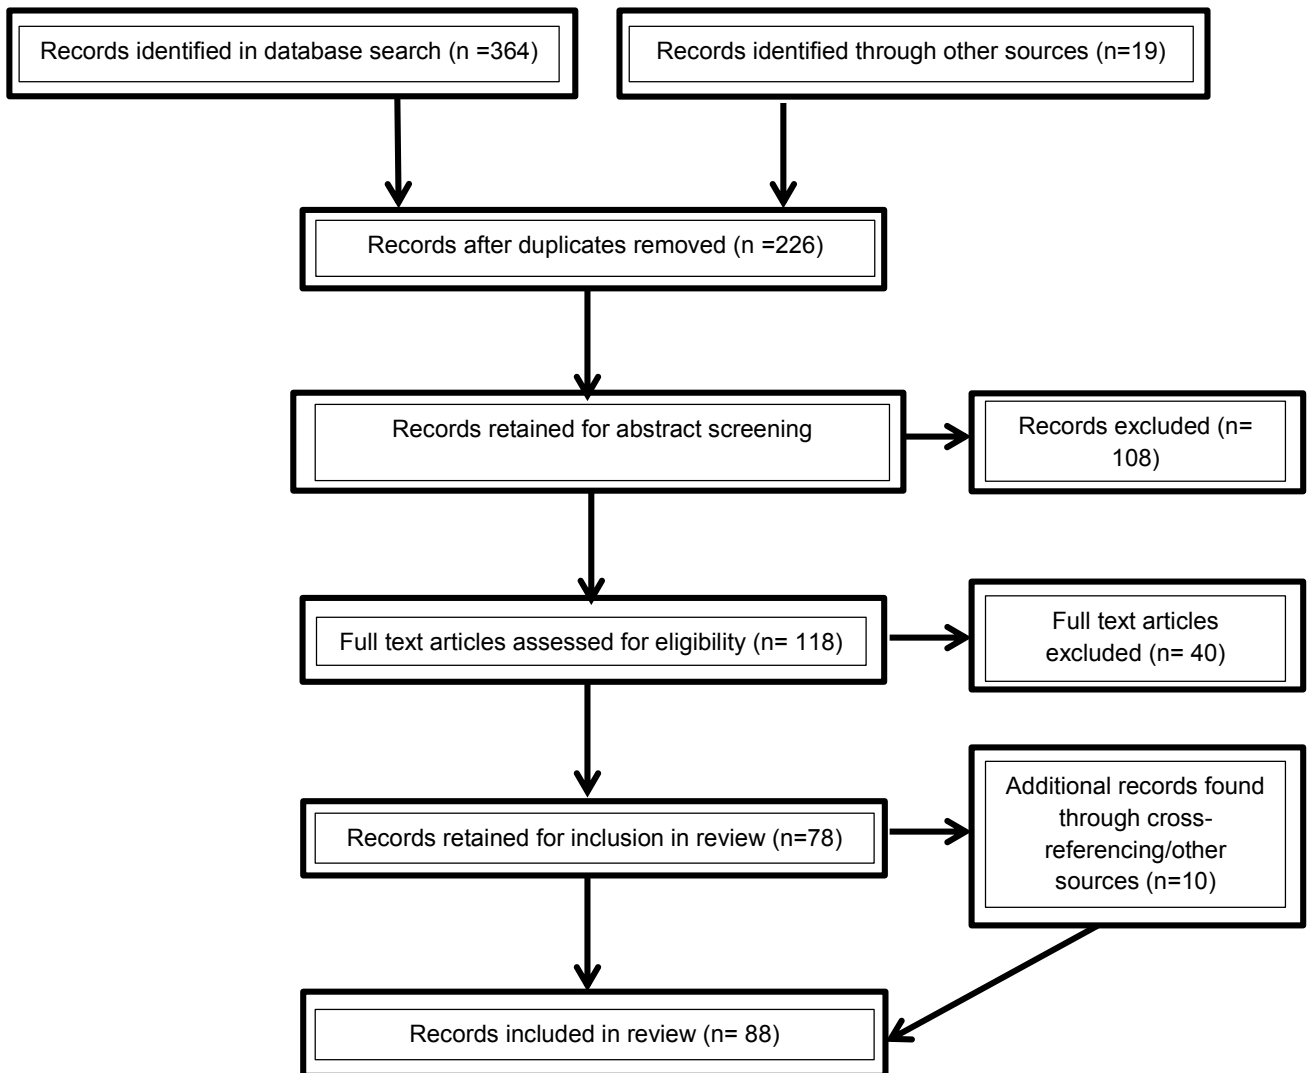 Records identified in database search (n =364)
Records identified through other sources (n=19)
Records after duplicates removed (n =226)
Records retained for abstract screening
Records excluded (n=
108)
Full text articles assessed for eligibility (n= 118)
Full text articles
excluded (n= 40)
Records retained for inclusion in review (n=78)
Additional records found
through cross-
referencing/other
sources (n=10)
Records included in review (n= 88)